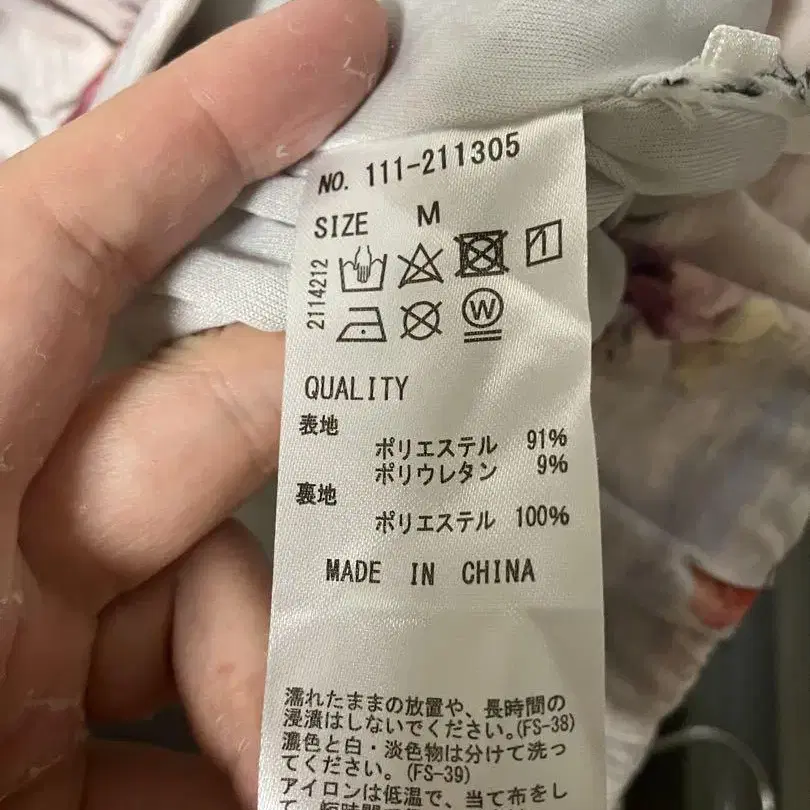 NO. 111-211305
SIZE M
2114212
W
QUALITY
表地
ポリエステル 91%
ポリウレタン 9%
裏地
ポリエステル 100%
MADE IN CHINA
濡れたままの放置や、長時間の
浸漬はしないでください。(FS-38)
濃色と白・淡色物は分けて洗っ
てください。(FS-39)
アイロンは低温で、当て布をし